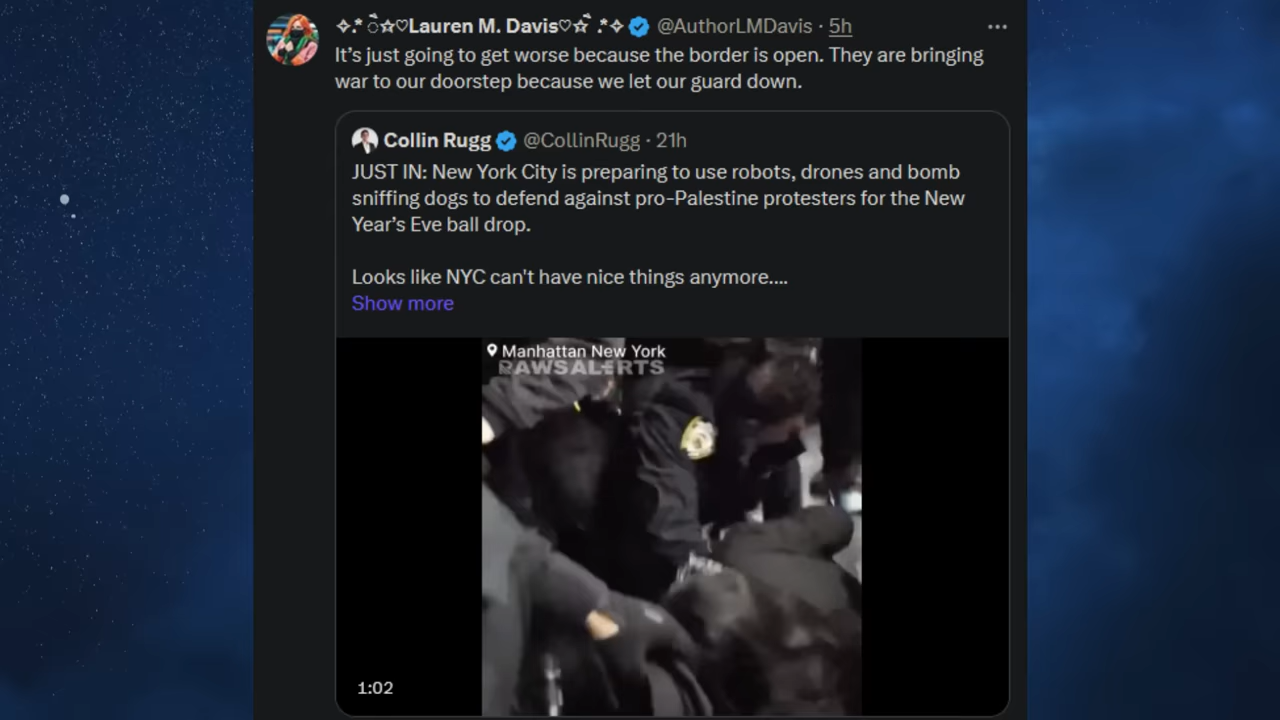 ✧.* ੈ☆♡Lauren M. Davis♡☆ ੈ.*✧ @AuthorLMDavis · 5h
It’s just going to get worse because the border is open. They are bringing
war to our doorstep because we let our guard down.
Collin Rugg @CollinRugg · 21h
JUST IN: New York City is preparing to use robots, drones and bomb
sniffing dogs to defend against pro-Palestine protesters for the New
Year’s Eve ball drop.
Looks like NYC can't have nice things anymore....
Show more
Manhattan New York
RAWSALERTS
1:02